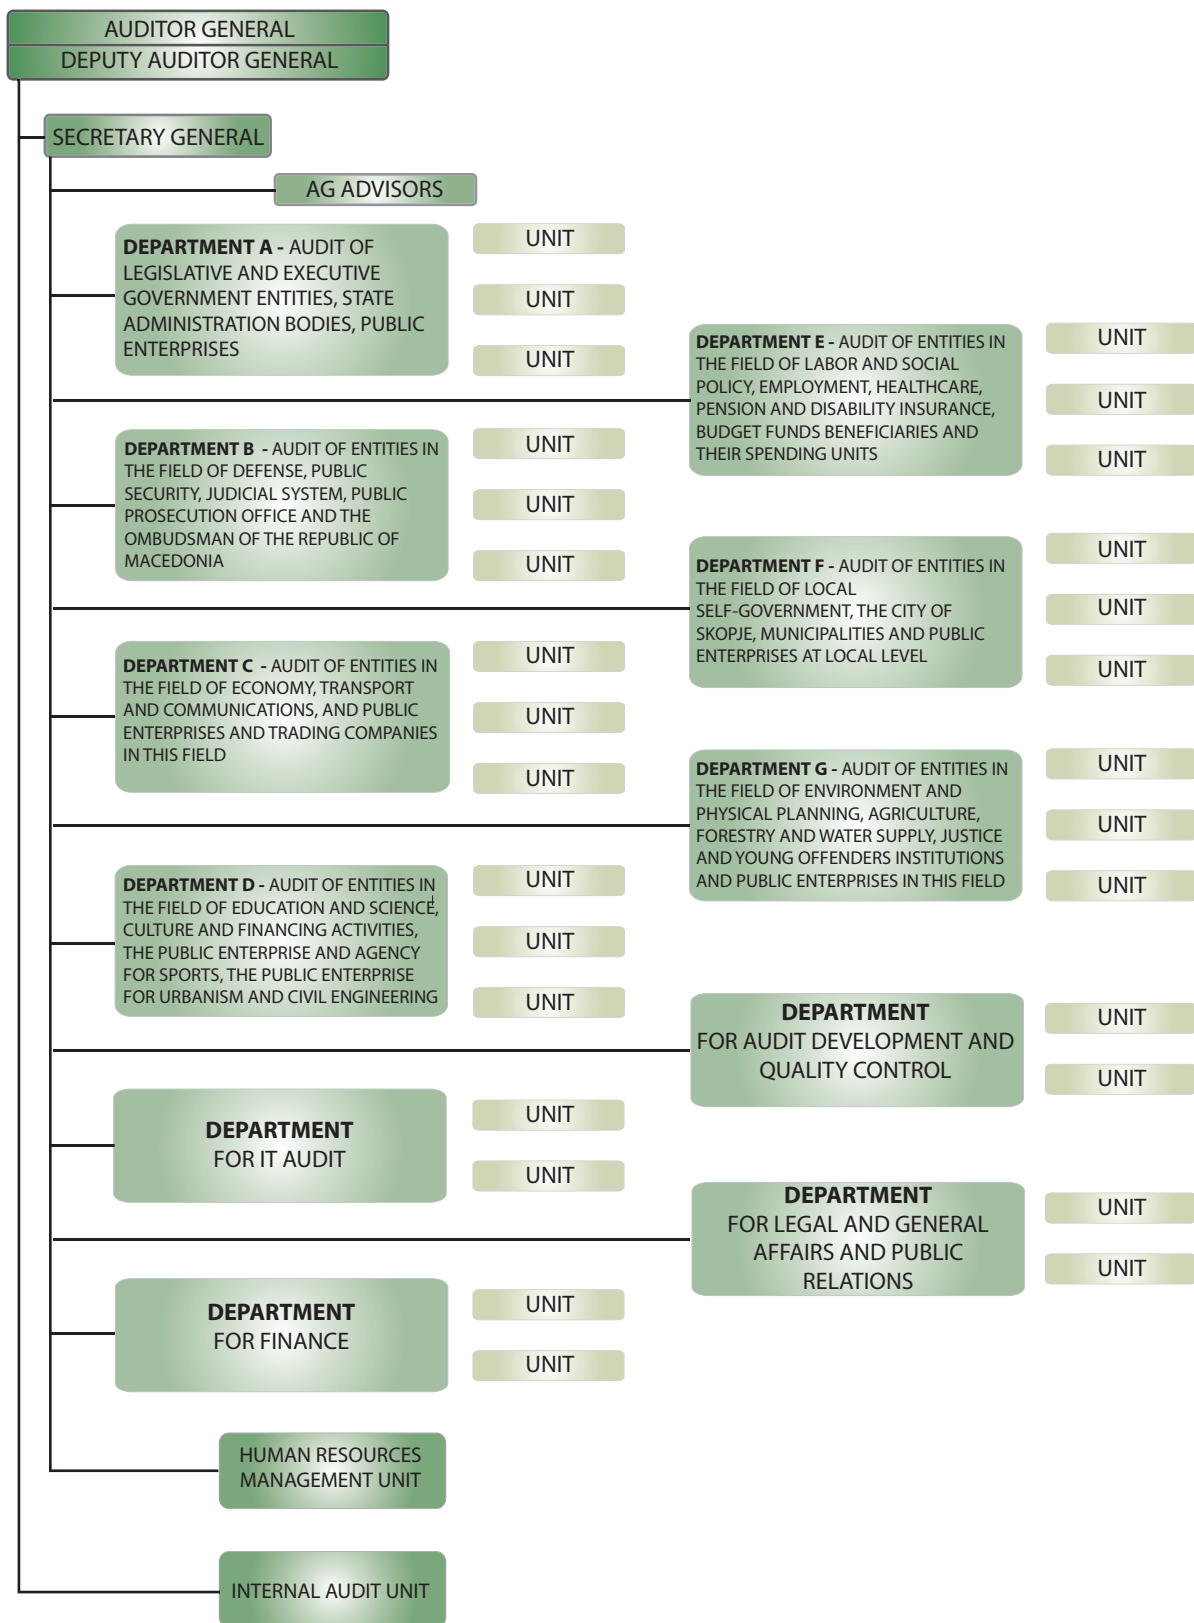 AUDITOR GENERAL
DEPUTY AUDITOR GENERAL
SECRETARY GENERAL
AG ADVISORS
DEPARTMENT A - AUDIT OF
LEGISLATIVE AND EXECUTIVE
GOVERNMENT ENTITIES, STATE
ADMINISTRATION BODIES, PUBLIC
ENTERPRISES
UNIT
UNIT
UNIT
DEPARTMENT E - AUDIT OF ENTITIES IN
THE FIELD OF LABOR AND SOCIAL
POLICY, EMPLOYMENT, HEALTHCARE,
PENSION AND DISABILITY INSURANCE,
BUDGET FUNDS BENEFICIARIES AND
THEIR SPENDING UNITS
UNIT
UNIT
UNIT
DEPARTMENT B - AUDIT OF ENTITIES IN
THE FIELD OF DEFENSE, PUBLIC
SECURITY, JUDICIAL SYSTEM, PUBLIC
PROSECUTION OFFICE AND THE
OMBUDSMAN OF THE REPUBLIC OF
MACEDONIA
UNIT
UNIT
UNIT
DEPARTMENT F - AUDIT OF ENTITIES IN
THE FIELD OF LOCAL
SELF-GOVERNMENT, THE CITY OF
SKOPJE, MUNICIPALITIES AND PUBLIC
ENTERPRISES AT LOCAL LEVEL
UNIT
UNIT
UNIT
DEPARTMENT C - AUDIT OF ENTITIES IN
THE FIELD OF ECONOMY, TRANSPORT
AND COMMUNICATIONS, AND PUBLIC
ENTERPRISES AND TRADING COMPANIES
IN THIS FIELD
UNIT
UNIT
UNIT
DEPARTMENT G - AUDIT OF ENTITIES IN
THE FIELD OF ENVIRONMENT AND
PHYSICAL PLANNING, AGRICULTURE,
FORESTRY AND WATER SUPPLY, JUSTICE
AND YOUNG OFFENDERS INSTITUTIONS
AND PUBLIC ENTERPRISES IN THIS FIELD
UNIT
UNIT
UNIT
DEPARTMENT D - AUDIT OF ENTITIES IN
THE FIELD OF EDUCATION AND SCIENCE,
CULTURE AND FINANCING ACTIVITIES,
THE PUBLIC ENTERPRISE AND AGENCY
FOR SPORTS, THE PUBLIC ENTERPRISE
FOR URBANISM AND CIVIL ENGINEERING
UNIT
UNIT
UNIT
DEPARTMENT
FOR AUDIT DEVELOPMENT AND
QUALITY CONTROL
UNIT
UNIT
DEPARTMENT
FOR IT AUDIT
UNIT
UNIT
DEPARTMENT
FOR LEGAL AND GENERAL
AFFAIRS AND PUBLIC
RELATIONS
UNIT
UNIT
DEPARTMENT
FOR FINANCE
UNIT
UNIT
HUMAN RESOURCES
MANAGEMENT UNIT
INTERNAL AUDIT UNIT